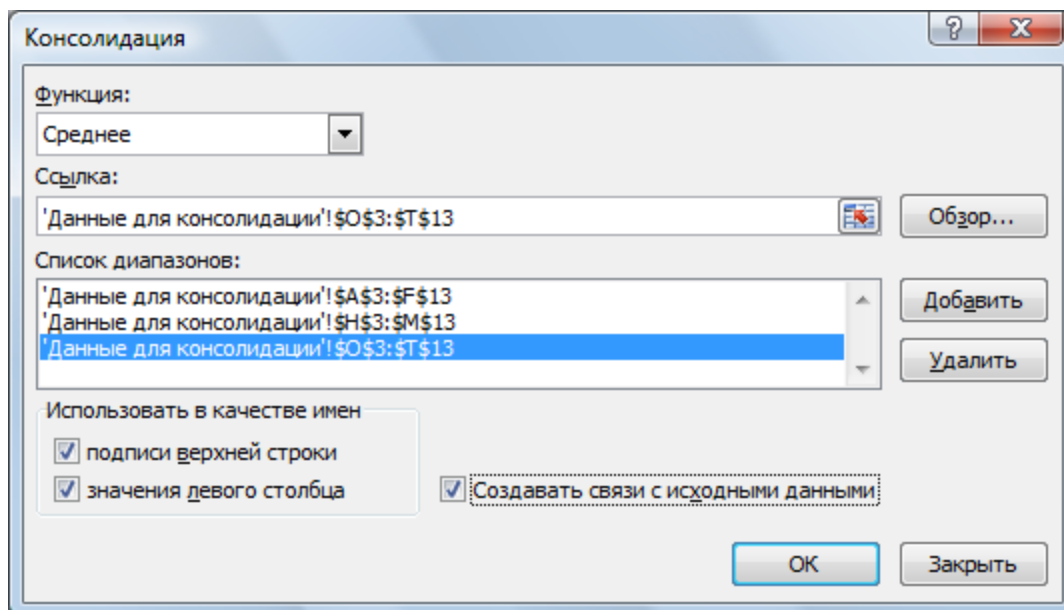 Консолидация
Функция:
Среднее
Ссылка:
'Данные для консолидации'!$O$3:$T$13
Обзор...
Список диапазонов:
'Данные для консолидации'!$A$3:$F$13
'Данные для консолидации'!$H$3:$M$13
'Данные для консолидации'!$O$3:$T$13
Добавить
Удалить
Использовать в качестве имен
подписи верхней строки
значения левого столбца
Создавать связи с исходными данными
ОК
Закрыть